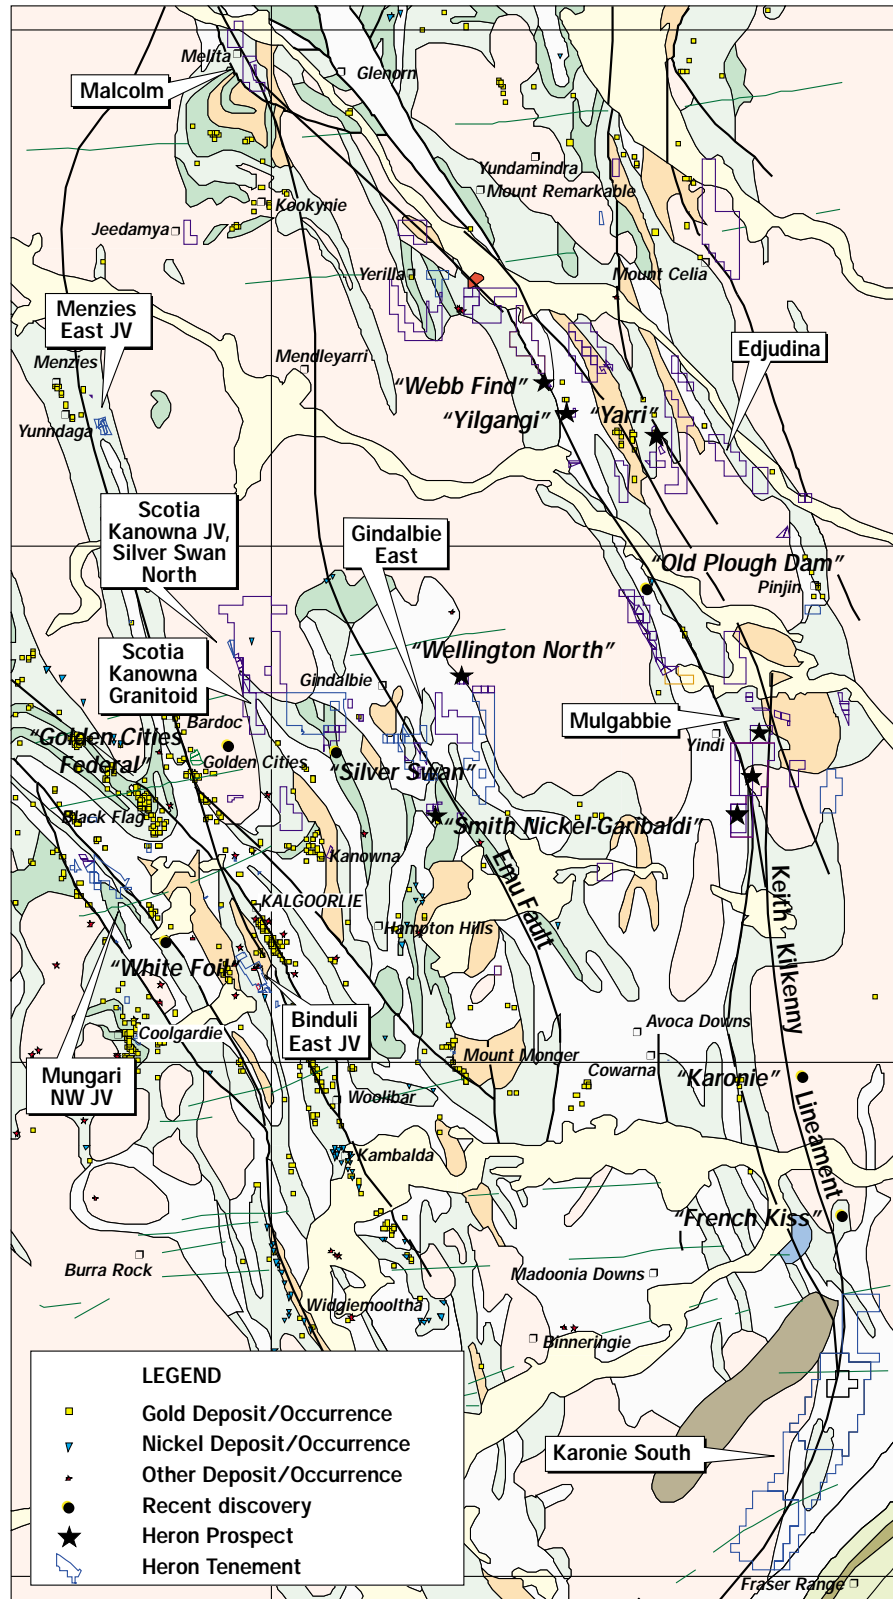 Melita
Glenorn
Malcolm
Yundamindra
Mount Remarkable
Kookynie
Jeedamya
Yerilla
Mount Celia
Menzies
East JV
Edjudina
Menzies
Mendleyarri
“Webb Find”
“Yilgangi”
“Yarri”
Yunndaga
Scotia
Kanowna JV,
Silver Swan
North
Gindalbie
East
“Old Plough Dam”
Pinjin
“Wellington North”
Scotia
Kanowna
Granitoid
Gindalbie
Bardoc
Mulgabbie
Yindi
“Golden Cities
Federal”
Golden Cities
“Silver Swan”
Black Flag
“Smith Nickel-Garibaldi”
Kanowna
Emu Fault
Keith Kilkenny
KALGOORLIE
Hampton Hills
“White Foil”
Binduli
East JV
Avoca Downs
Coolgardie
Mount Monger
Cowarna
“Karonie”
Mungari
NW JV
Woolibar
Lineament
Kambalda
“French Kiss”
Burra Rock
Madoonia Downs
Widgiemooltha
Binneringie
LEGEND
Gold Deposit/Occurrence
Nickel Deposit/Occurrence
Other Deposit/Occurrence
Recent discovery
Heron Prospect
Heron Tenement
Karonie South
Fraser Range